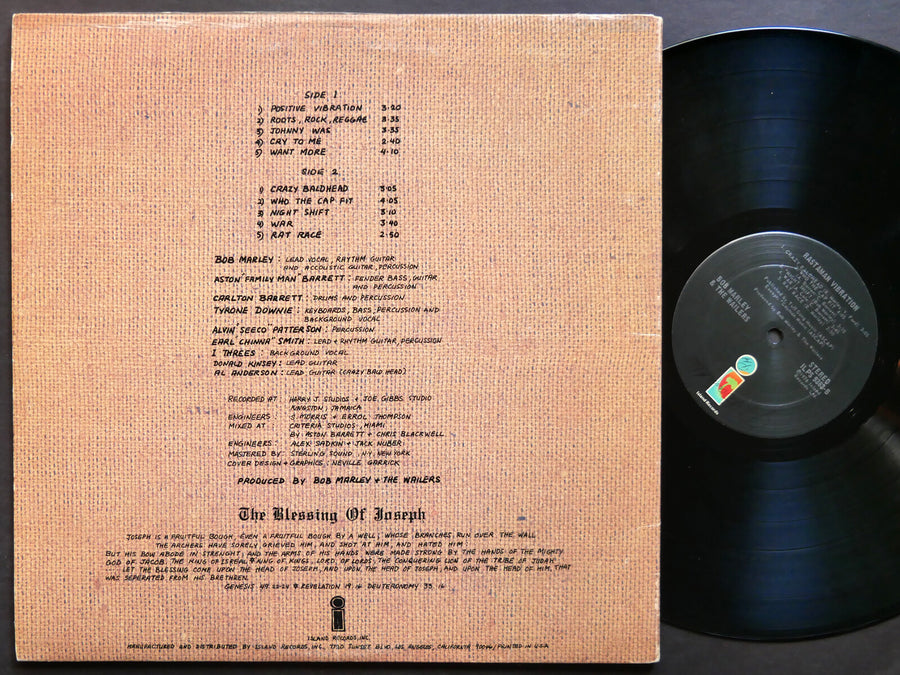 SIDE 1
1) POSITIVE VIBRATION 3·20
2) ROOTS, ROCK, REGGAE 3·35
3) JOHNNY WAS 3·35
4) CRY TO ME 2·40
5) WANT MORE 4·10
SIDE 2
1) CRAZY BALDHEAD 3·05
2) WHO THE CAP FIT 4·05
3) NIGHT SHIFT 3·10
4) WAR 3·40
5) RAT RACE 2·50
BOB MARLEY : LEAD VOCAL, RHYTHM GUITAR
AND ACCOUSTIC GUITAR, PERCUSSION
ASTON "FAMILY MAN" BARRETT : FENDER BASS, GUITAR
AND PERCUSSION
CARLTON BARRETT : DRUMS AND PERCUSSION
TYRONE DOWNIE : KEYBOARDS, BASS, PERCUSSION AND
BACKGROUND VOCAL
ALVIN "SEECO" PATTERSON : PERCUSSION
EARL "CHINNA" SMITH : LEAD + RHYTHM GUITAR, PERCUSSION
I THREES : BACKGROUND VOCAL
DONALD KINSEY : LEAD GUITAR
AL ANDERSON : LEAD GUITAR (CRAZY BALD HEAD)
RECORDED AT : HARRY J. STUDIOS + JOE GIBBS STUDIO
KINGSTON, JAMAICA
ENGINEERS : S. MORRIS + ERROL THOMPSON
MIXED AT : CRITERIA STUDIOS, MIAMI
BY ASTON BARRETT + CHRIS BLACKWELL
ENGINEERS : ALEX SADKIN + JACK NUBER
MASTERED BY : STERLING SOUND, N.Y, NEW YORK
COVER DESIGN + GRAPHICS : NEVILLE GARRICK
PRODUCED BY BOB MARLEY + THE WAILERS
The Blessing Of Joseph
JOSEPH IS A FRUITFUL BOUGH, EVEN A FRUITFUL BOUGH BY A WELL; WHOSE BRANCHES RUN OVER THE WALL
THE ARCHERS HAVE SORELY GRIEVED HIM, AND SHOT AT HIM, AND HATED HIM
BUT HIS BOW ABODE IN STRENGHT; AND THE ARMS OF HIS HANDS WERE MADE STRONG BY THE HANDS OF THE MIGHTY
GOD OF JACOB. THE KING OF ISREAL & KING OF KINGS, LORD OF LORDS, THE CONQUERING LION OF THE TRIBE OF JUDAH
LET THE BLESSING COME UPON THE HEAD OF JOSEPH, AND UPON THE HEAD OF JOSEPH, AND UPON THE HEAD OF HIM, THAT
WAS SEPERATED FROM HIS BRETHREN.
GENESIS 49 22-24 & REVELATION 19 16 DEUTERONOMY 33 16
ISLAND RECORDS, INC.
MANUFACTURED AND DISTRIBUTED BY ISLAND RECORDS, INC, 7720 SUNSET BLVD, LOS ANGELES, CALIFORNIA 90046 / PRINTED IN U.S.A
RASTAMAN VIBRATION
BOB MARLEY
& THE WAILERS
STEREO
Island Records